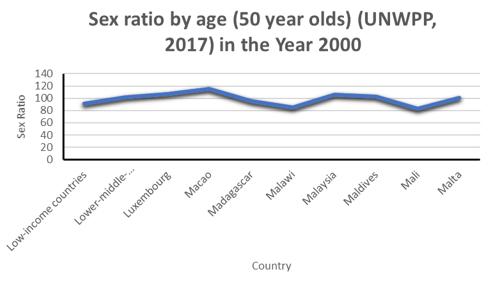 Sex ratio by age (50 year olds) (UNWPP,
2017) in the Year 2000
140
120
100
80
60
40
20
0
Sex Ratio
Low-income countries
Lower-middle-...
Luxembourg
Macao
Madagascar
Malawi
Malaysia
Maldives
Mali
Malta
Country